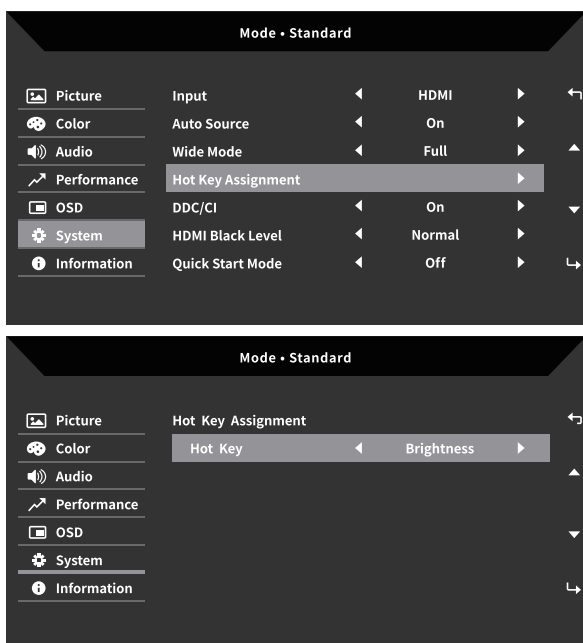 Mode • Standard
Picture Input HDMI
Color Auto Source On
Audio Wide Mode Full
Performance Hot Key Assignment
OSD DDC/CI On
System HDMI Black Level Normal
Information Quick Start Mode Off
Mode • Standard
Picture Hot Key Assignment
Color Hot Key Brightness
Audio
Performance
OSD
System
Information